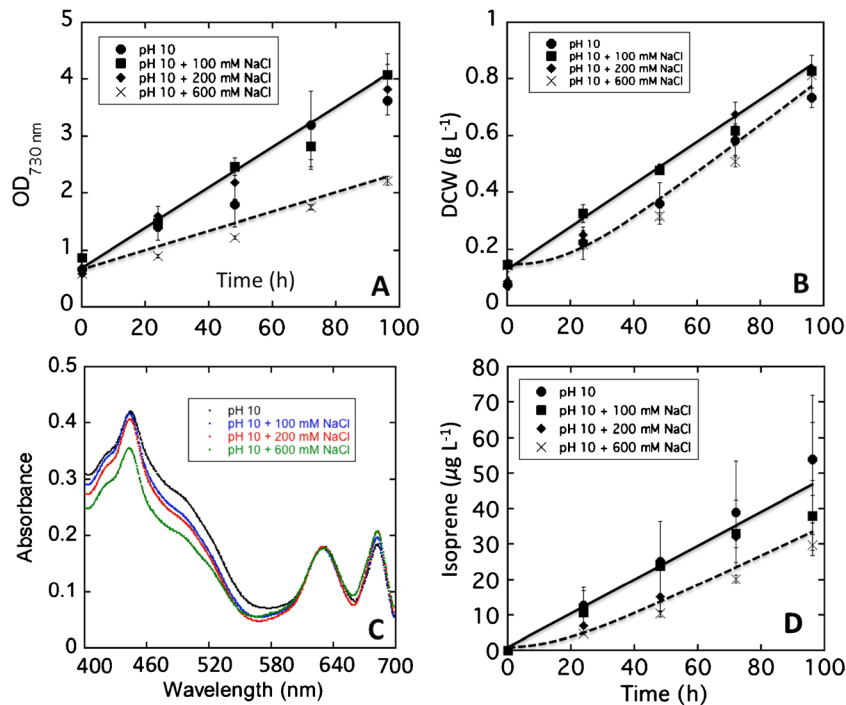 5
4
3
2
1
0
OD730 nm
pH 10
pH 10 + 100 mM NaCl
pH 10 + 200 mM NaCl
pH 10 + 600 mM NaCl
Time (h)
A
0 20 40 60 80 100
1
0.8
0.6
0.4
0.2
0
DCW (g L-1)
pH 10
pH 10 + 100 mM NaCl
pH 10 + 200 mM NaCl
pH 10 + 600 mM NaCl
B
0 20 40 60 80 100
0.5
0.4
0.3
0.2
0.1
0
Absorbance
pH 10
pH 10 + 100 mM NaCl
pH 10 + 200 mM NaCl
pH 10 + 600 mM NaCl
C
400 460 520 580 640 700
Wavelength (nm)
80
70
60
50
40
30
20
10
0
Isoprene (μg L-1)
pH 10
pH 10 + 100 mM NaCl
pH 10 + 200 mM NaCl
pH 10 + 600 mM NaCl
D
0 20 40 60 80 100
Time (h)